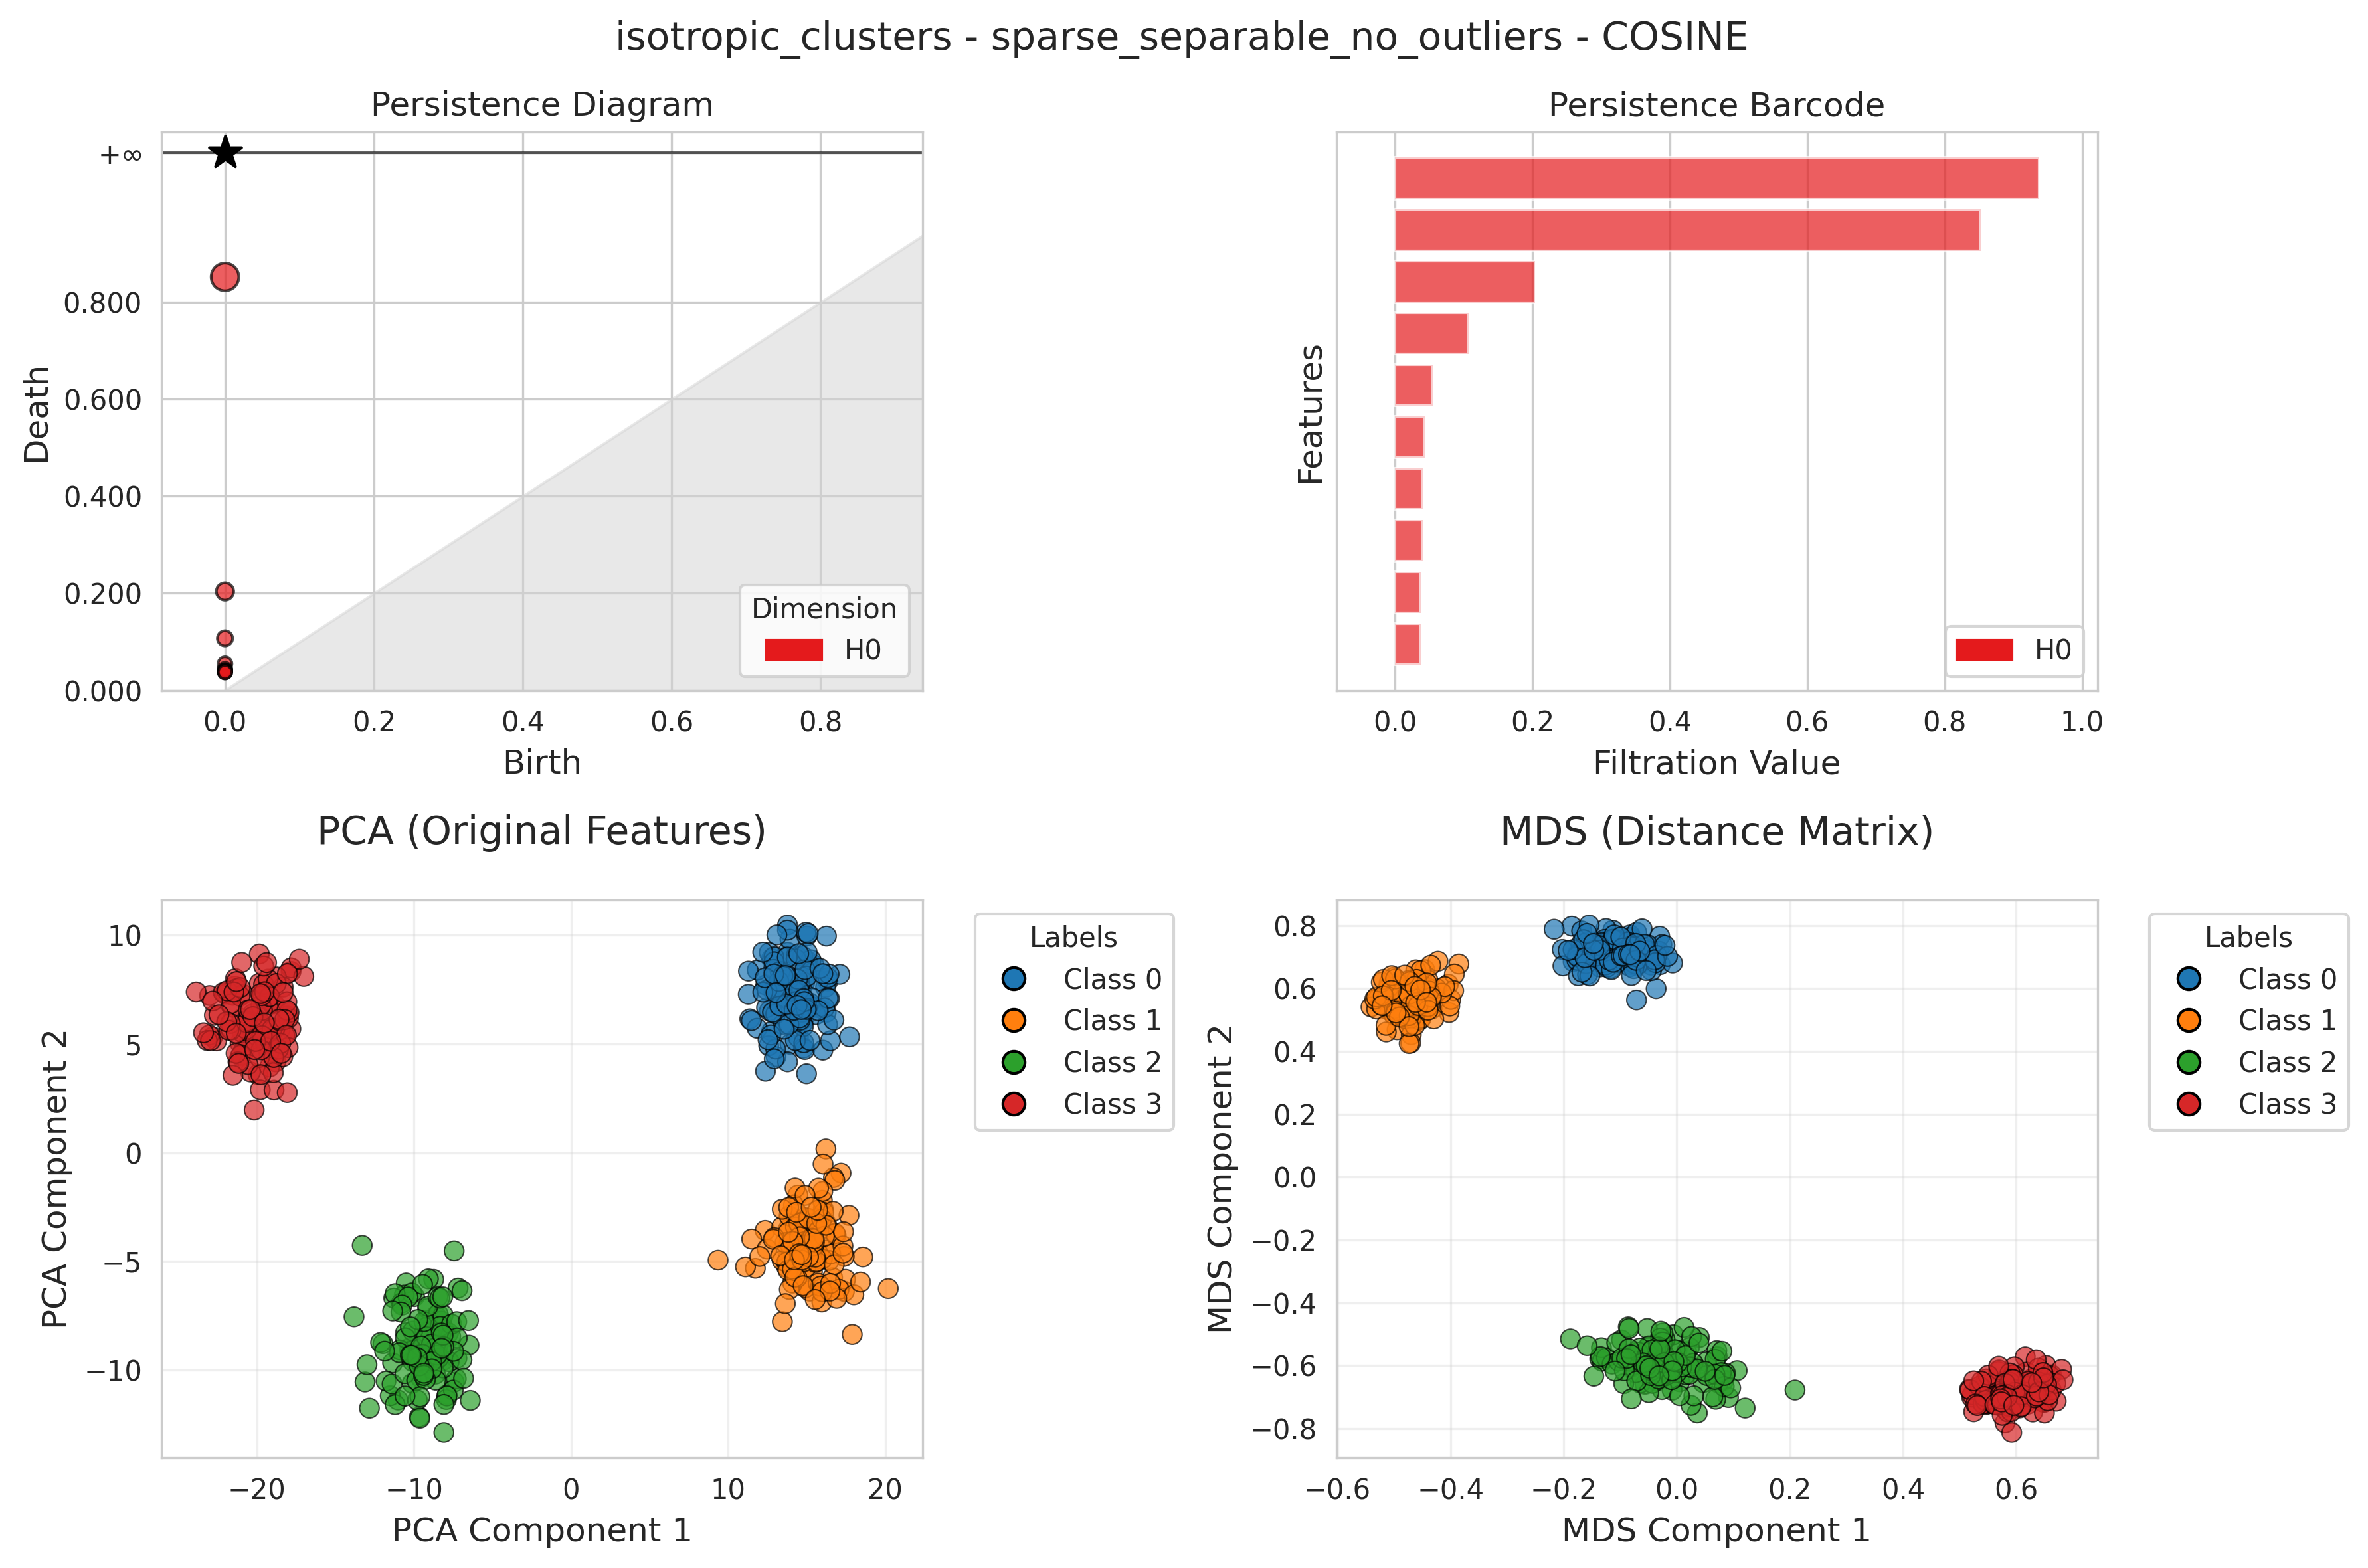 isotropic_clusters - sparse_separable_no_outliers - COSINE
Persistence Diagram
+∞
0.800
0.600
0.400
0.200
0.000
Death
0.0 0.2 0.4 0.6 0.8
Birth
Dimension
H0
Persistence Barcode
Features
0.0 0.2 0.4 0.6 0.8 1.0
Filtration Value
H0
PCA (Original Features)
10
5
0
−5
−10
PCA Component 2
−20 −10 0 10 20
PCA Component 1
Labels
Class 0
Class 1
Class 2
Class 3
MDS (Distance Matrix)
0.8
0.6
0.4
0.2
0.0
−0.2
−0.4
−0.6
−0.8
MDS Component 2
−0.6 −0.4 −0.2 0.0 0.2 0.4 0.6
MDS Component 1
Labels
Class 0
Class 1
Class 2
Class 3